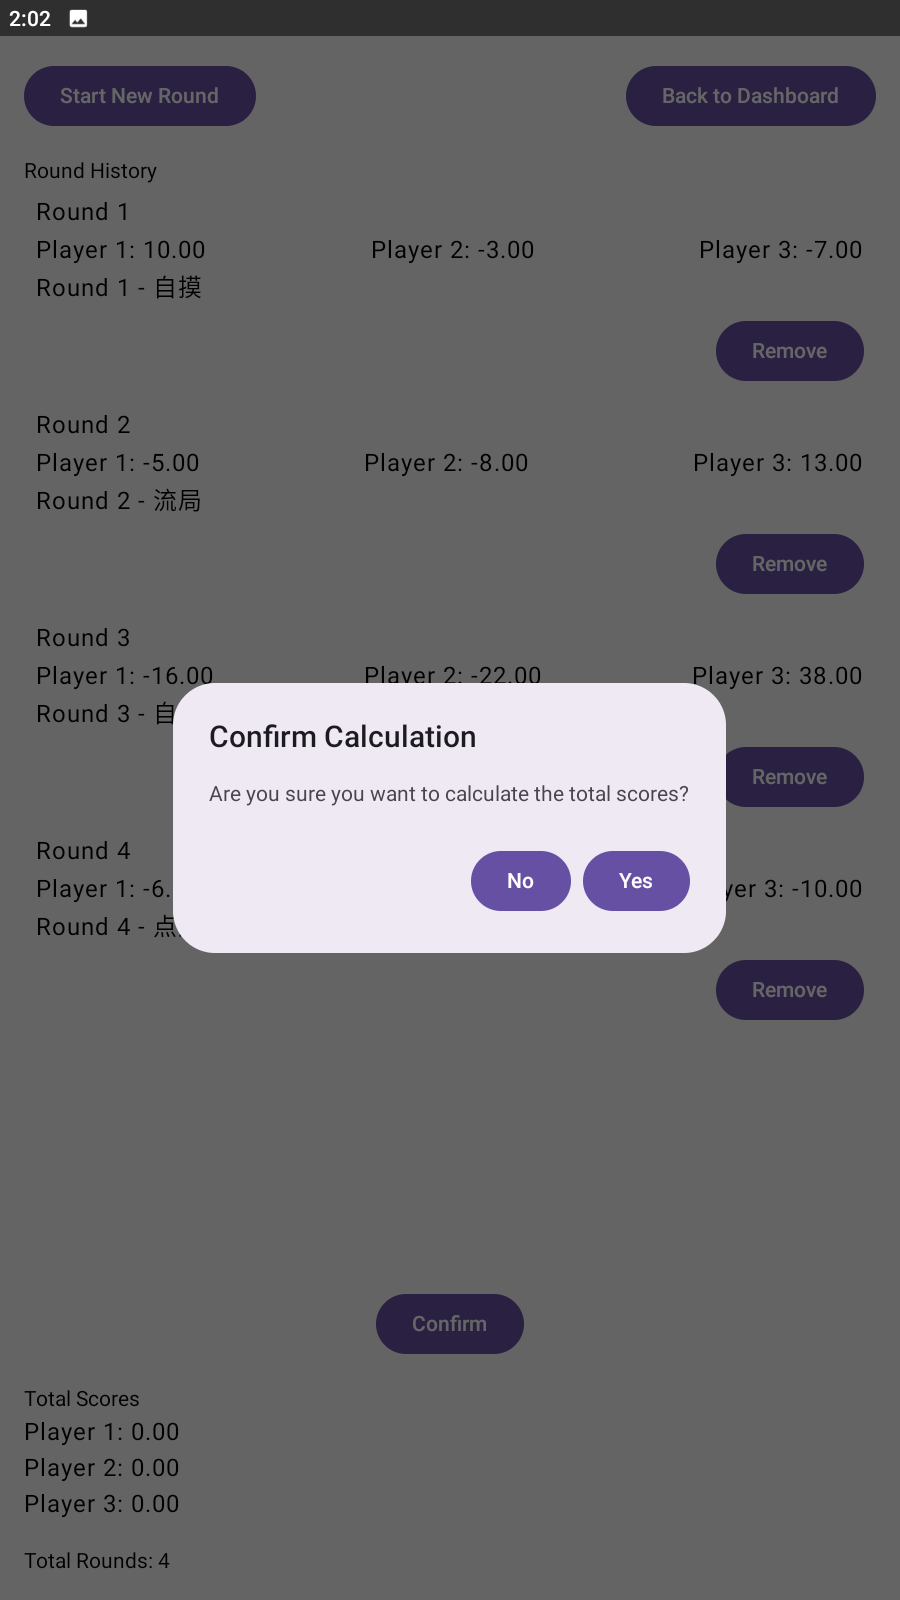 2:02
Start New Round Back to Dashboard
Round History
Round 1
Player 1: 10.00 Player 2: -3.00 Player 3: -7.00
Round 1 - 自摸
Remove
Round 2
Player 1: -5.00 Player 2: -8.00 Player 3: 13.00
Round 2 - 流局
Remove
Round 3
Player 1: -16.00 Player 2: -22.00 Player 3: 38.00
Round 3 - 自
Remove
Confirm Calculation
Are you sure you want to calculate the total scores?
No Yes
Round 4
Player 1: -6. yer 3: -10.00
Round 4 - 点
Remove
Confirm
Total Scores
Player 1: 0.00
Player 2: 0.00
Player 3: 0.00
Total Rounds: 4